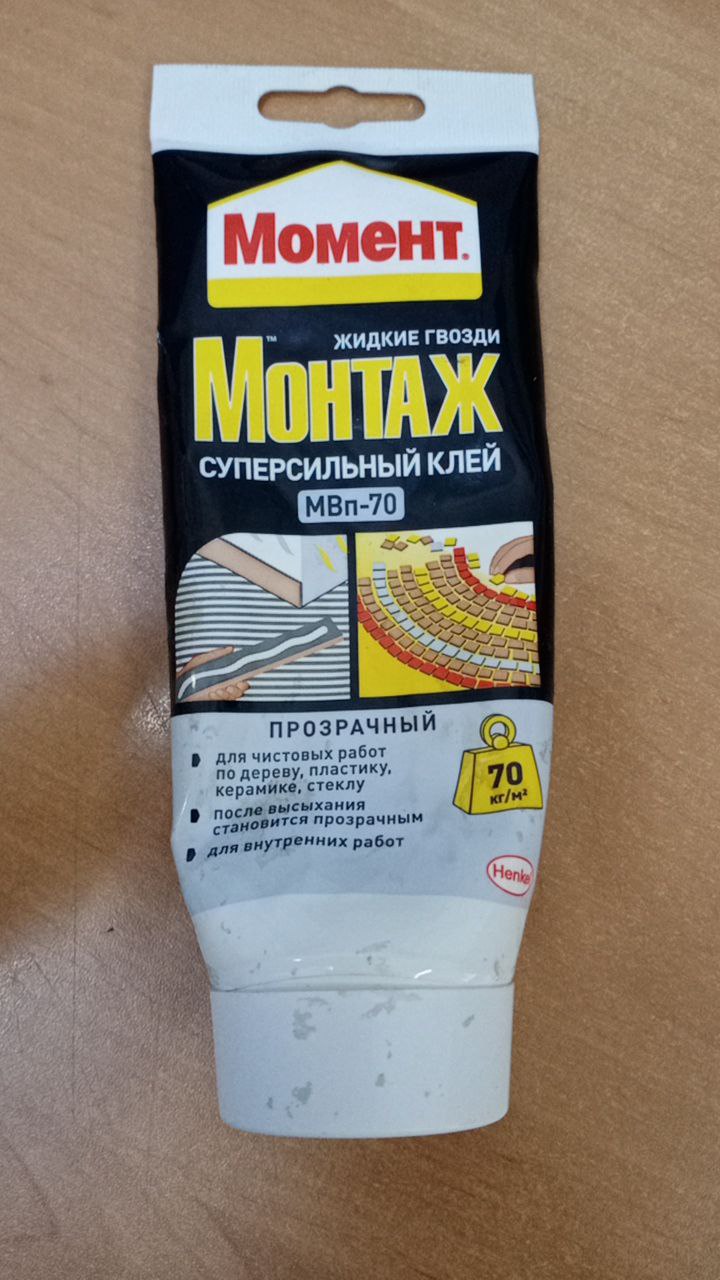 Момент®
ЖИДКИЕ ГВОЗДИ
МОНТАЖ™
СУПЕРСИЛЬНЫЙ КЛЕЙ
МВп-70
ПРОЗРАЧНЫЙ
для чистовых работ
по дереву, пластику,
керамике, стеклу
после высыхания
становится прозрачным
для внутренних работ
70
кг/м²
Henkel